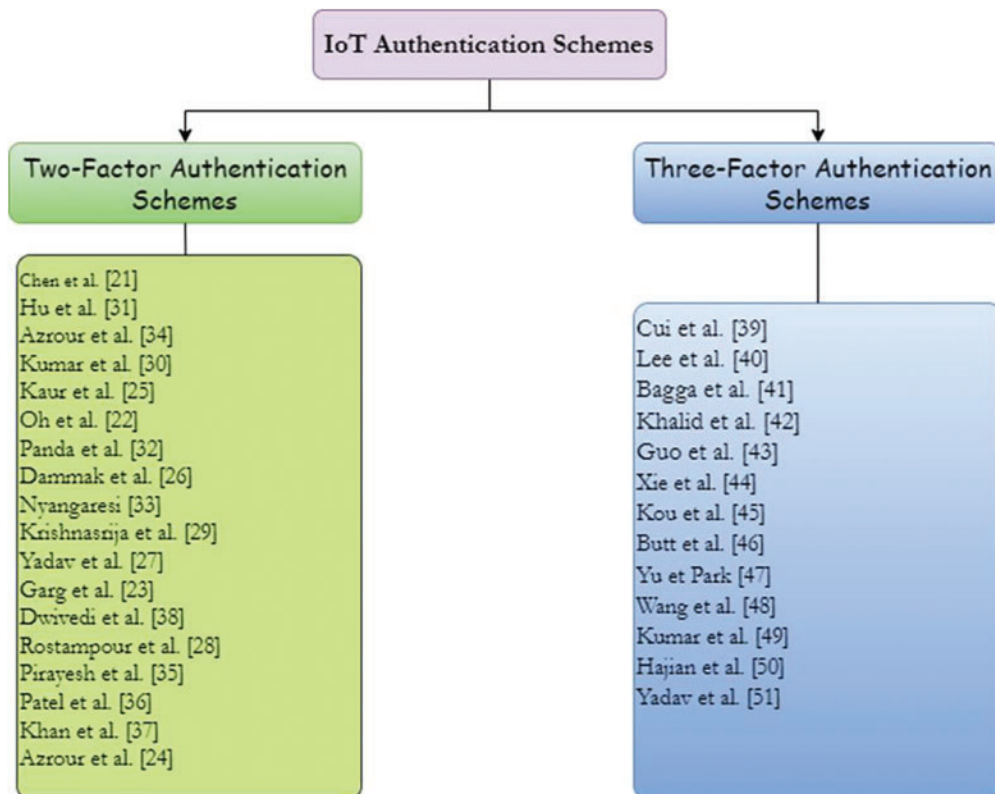 IoT Authentication Schemes
Two-Factor Authentication
Schemes
Chen et al. [21]
Hu et al. [31]
Azrour et al. [34]
Kumar et al. [30]
Kaur et al. [25]
Oh et al. [22]
Panda et al. [32]
Dammak et al. [26]
Nyangaresi [33]
Krishnasrija et al. [29]
Yadav et al. [27]
Garg et al. [23]
Dwivedi et al. [38]
Rostampour et al. [28]
Pirayesh et al. [35]
Patel et al. [36]
Khan et al. [37]
Azrour et al. [24]
Three-Factor Authentication
Schemes
Cui et al. [39]
Lee et al. [40]
Bagga et al. [41]
Khalid et al. [42]
Guo et al. [43]
Xie et al. [44]
Kou et al. [45]
Butt et al. [46]
Yu et Park [47]
Wang et al. [48]
Kumar et al. [49]
Hajian et al. [50]
Yadav et al. [51]